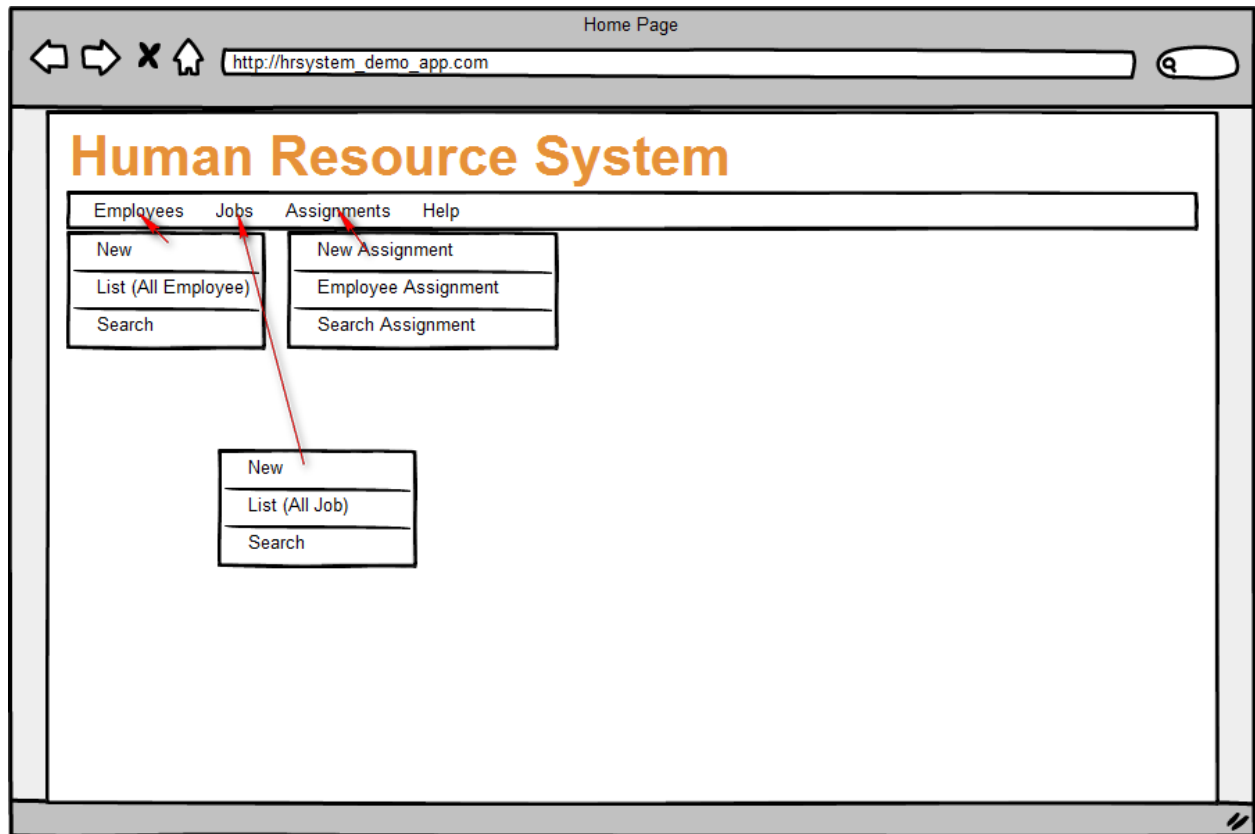 Home Page
http://hrsystem_demo_app.com
Human Resource System
Employees Jobs Assignments Help
New
List (All Employee)
Search
New Assignment
Employee Assignment
Search Assignment
New
List (All Job)
Search